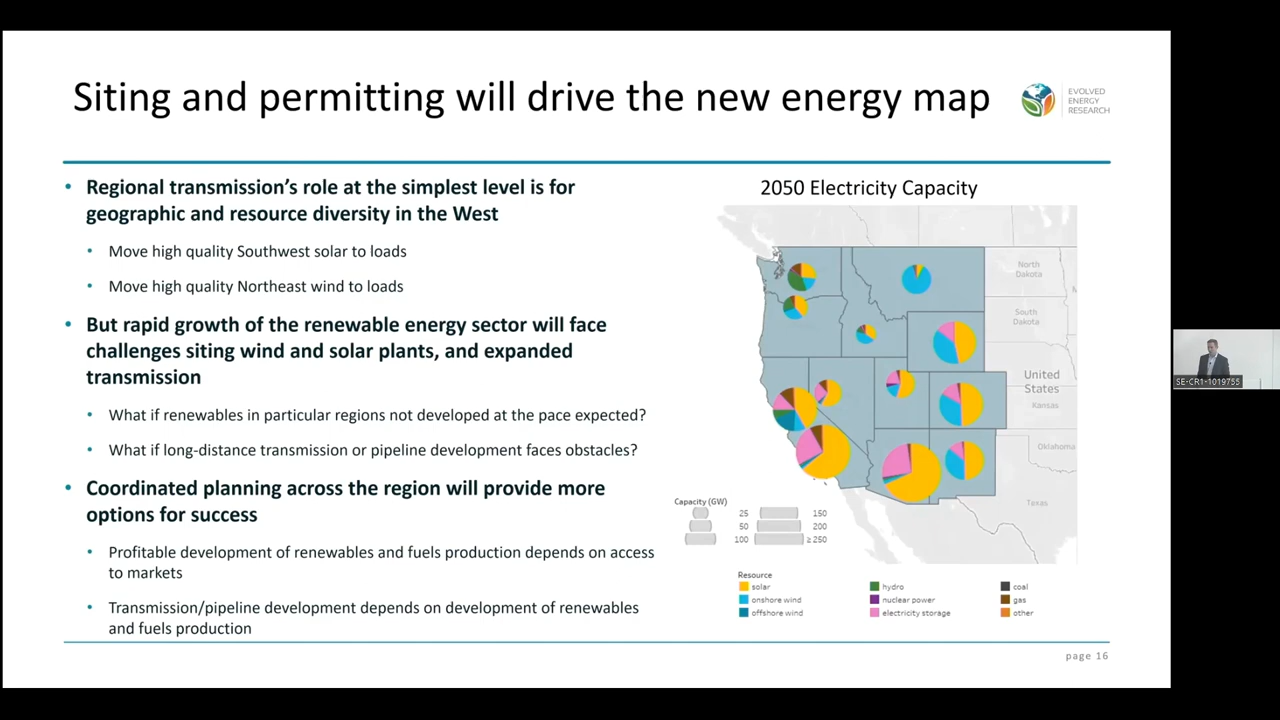 Siting and permitting will drive the new energy map
EVOLVED
ENERGY
RESEARCH
• Regional transmission's role at the simplest level is for
geographic and resource diversity in the West
• Move high quality Southwest solar to loads
• Move high quality Northeast wind to loads
• But rapid growth of the renewable energy sector will face
challenges siting wind and solar plants, and expanded
transmission
• What if renewables in particular regions not developed at the pace expected?
• What if long-distance transmission or pipeline development faces obstacles?
• Coordinated planning across the region will provide more
options for success
• Profitable development of renewables and fuels production depends on access
to markets
• Transmission/pipeline development depends on development of renewables
and fuels production
2050 Electricity Capacity
North
Dakota
South
Dakota
United
States
Kansas
Oklahoma
Texas
Capacity (GW)
25 150
50 200
100 ≥ 250
Resource
solar hydro coal
onshore wind nuclear power gas
offshore wind electricity storage other
page 16
SE-CR1-1019755